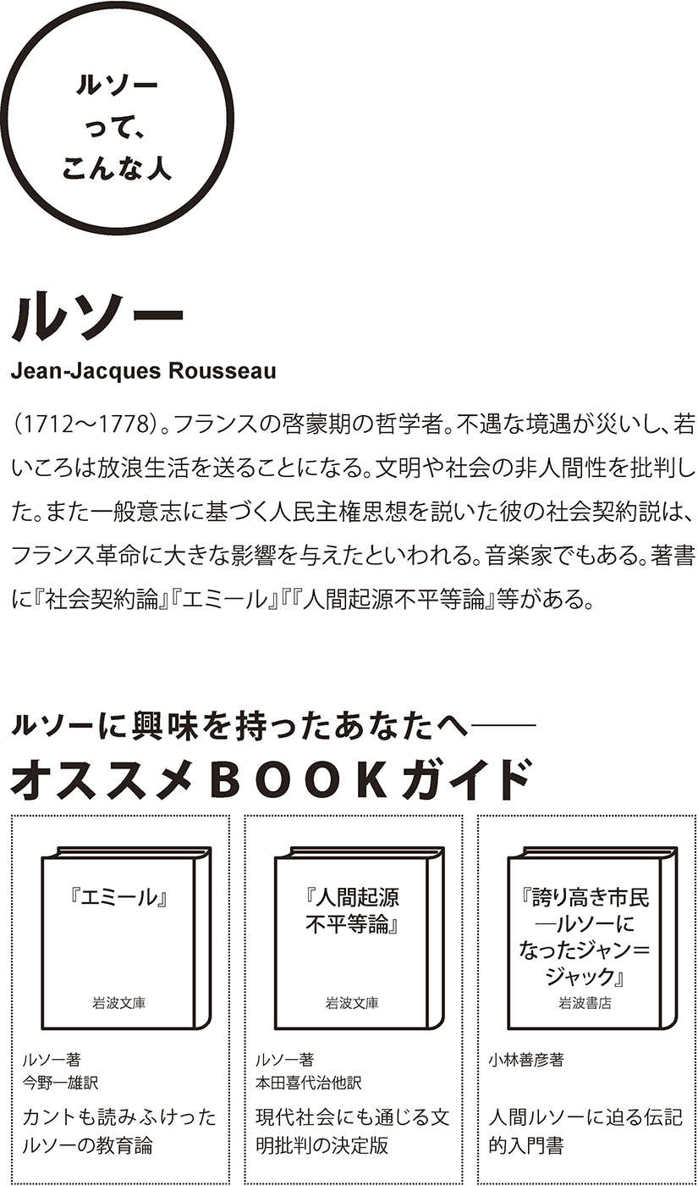 ルソー
って、
こんな人
ルソー
Jean-Jacques Rousseau
（1712〜1778）。フランスの啓蒙期の哲学者。不遇な境遇が災いし、若
いころは放浪生活を送ることになる。文明や社会の非人間性を批判し
た。また一般意志に基づく人民主権思想を説いた彼の社会契約説は、
フランス革命に大きな影響を与えたといわれる。音楽家でもある。著書
に『社会契約論』『エミール』『『人間起源不平等論』等がある。
ルソーに興味を持ったあなたへ――
オススメBOOKガイド
『エミール』
岩波文庫
ルソー著
今野一雄訳
カントも読みふけった
ルソーの教育論
『人間起源
不平等論』
岩波文庫
ルソー著
本田喜代治他訳
現代社会にも通じる文
明批判の決定版
『誇り高き市民
―ルソーに
なったジャン＝
ジャック』
岩波書店
小林善彦著
人間ルソーに迫る伝記
的入門書